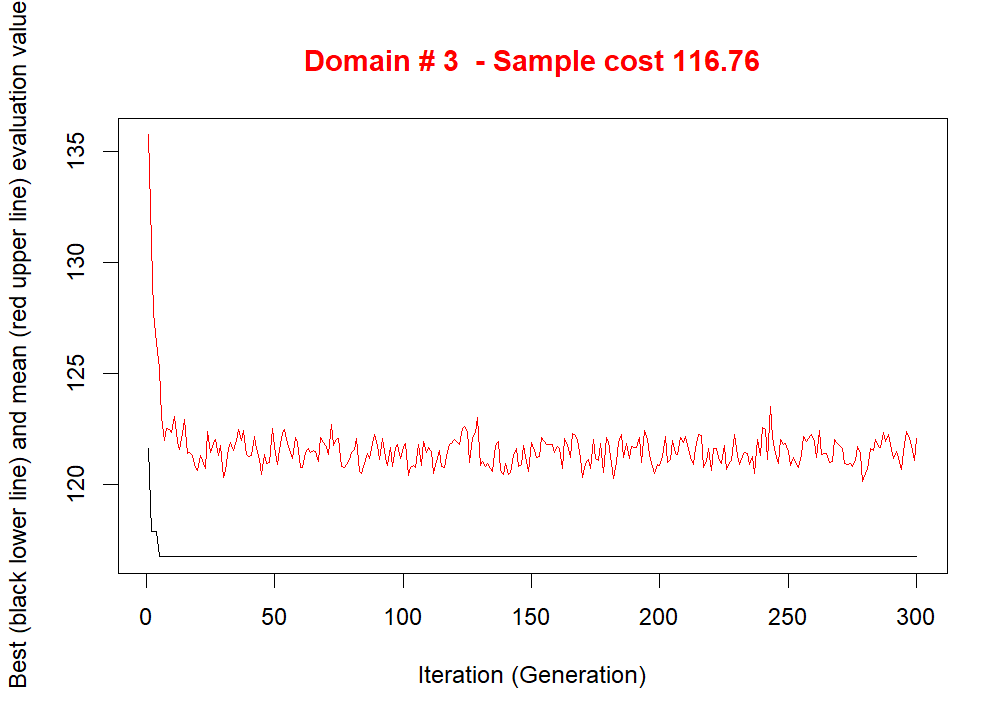 Domain # 3  - Sample cost 116.76
Best (black lower line) and mean (red upper line) evaluation value
135
130
125
120
0 50 100 150 200 250 300
Iteration (Generation)